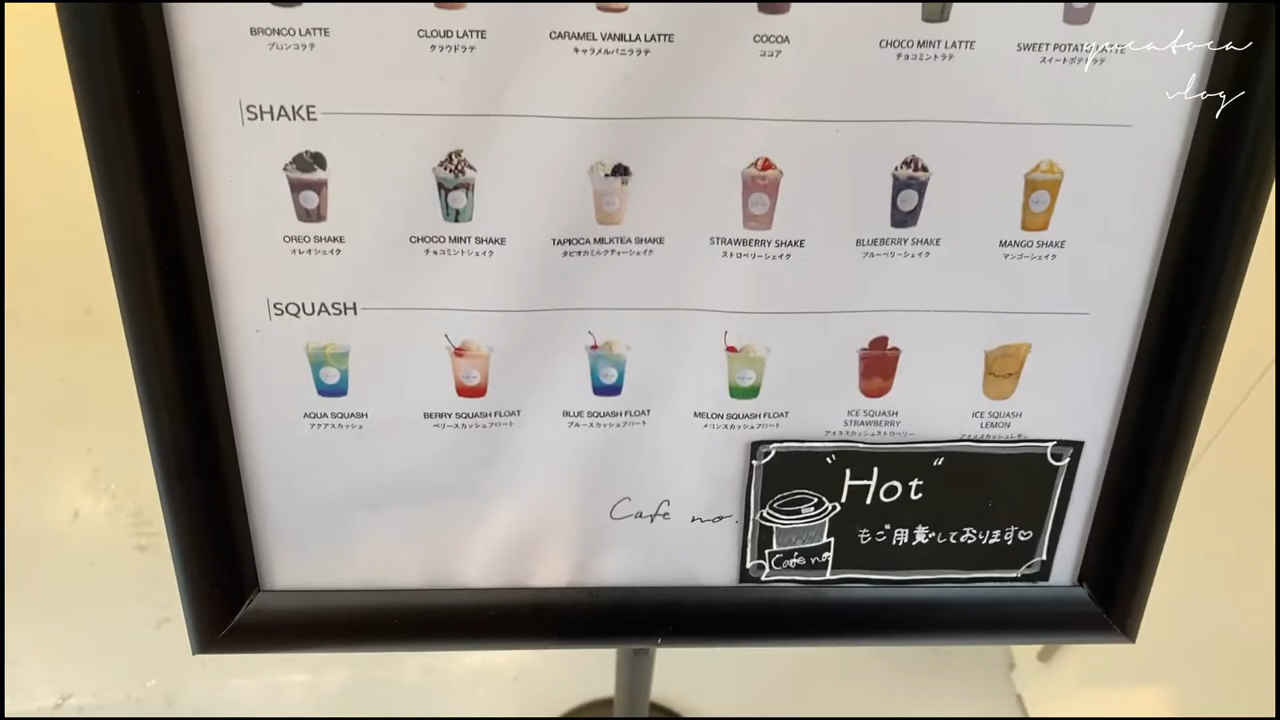 BRONCO LATTE
ブロンコラテ
CLOUD LATTE
クラウドラテ
CARAMEL VANILLA LATTE
キャラメルバニララテ
COCOA
ココア
CHOCO MINT LATTE
チョコミントラテ
SWEET POTATO LATTE
スイートポテトラテ
vlog
SHAKE
OREO SHAKE
オレオシェイク
CHOCO MINT SHAKE
チョコミントシェイク
TAPIOCA MILKTEA SHAKE
タピオカミルクティーシェイク
STRAWBERRY SHAKE
ストロベリーシェイク
BLUEBERRY SHAKE
ブルーベリーシェイク
MANGO SHAKE
マンゴーシェイク
SQUASH
AQUA SQUASH
アクアスカッシュ
BERRY SQUASH FLOAT
ベリースカッシュフロート
BLUE SQUASH FLOAT
ブルースカッシュフロート
MELON SQUASH FLOAT
メロンスカッシュフロート
ICE SQUASH
STRAWBERRY
アイススカッシュストロベリー
ICE SQUASH
LEMON
アイススカッシュレモン
Cafe no.
"Hot"
もご用意しております♡
Cafe no